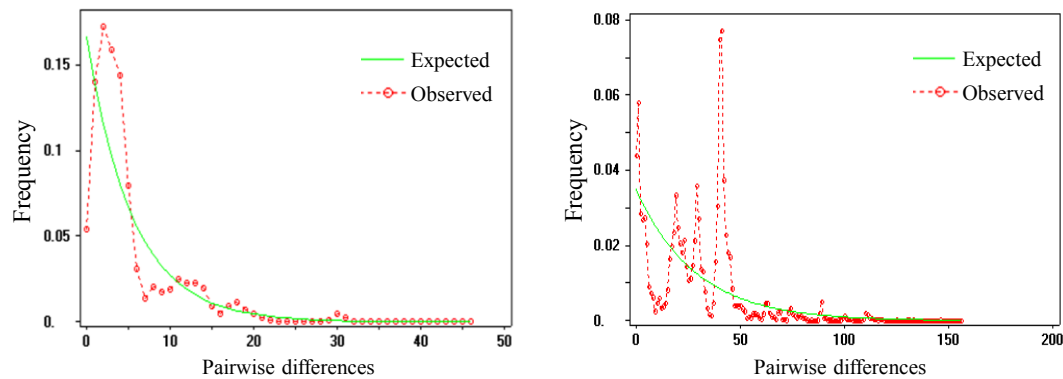 0.15
0.1
0.05
0.
0
10
20
30
40
50
Frequency
Pairwise differences
Expected
Observed
0.08
0.06
0.04
0.02
0.
0
50
100
150
200
Frequency
Pairwise differences
Expected
Observed